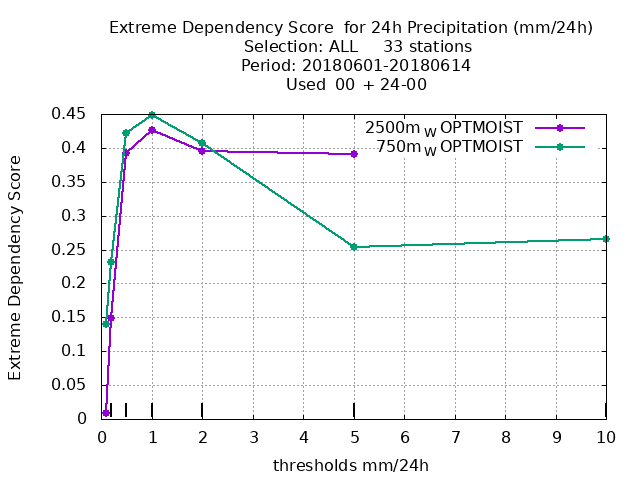 Extreme Dependency Score  for 24h Precipitation (mm/24h)
Selection: ALL     33 stations
Period: 20180601-20180614
Used  00  + 24-00
2500m_W OPTMOIST
750m_W OPTMOIST
Extreme Dependency Score
0.45
0.4
0.35
0.3
0.25
0.2
0.15
0.1
0.05
0
0 1 2 3 4 5 6 7 8 9 10
thresholds mm/24h